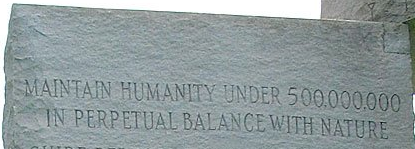 MAINTAIN HUMANITY UNDER 500,000,000
IN PERPETUAL BALANCE WITH NATURE